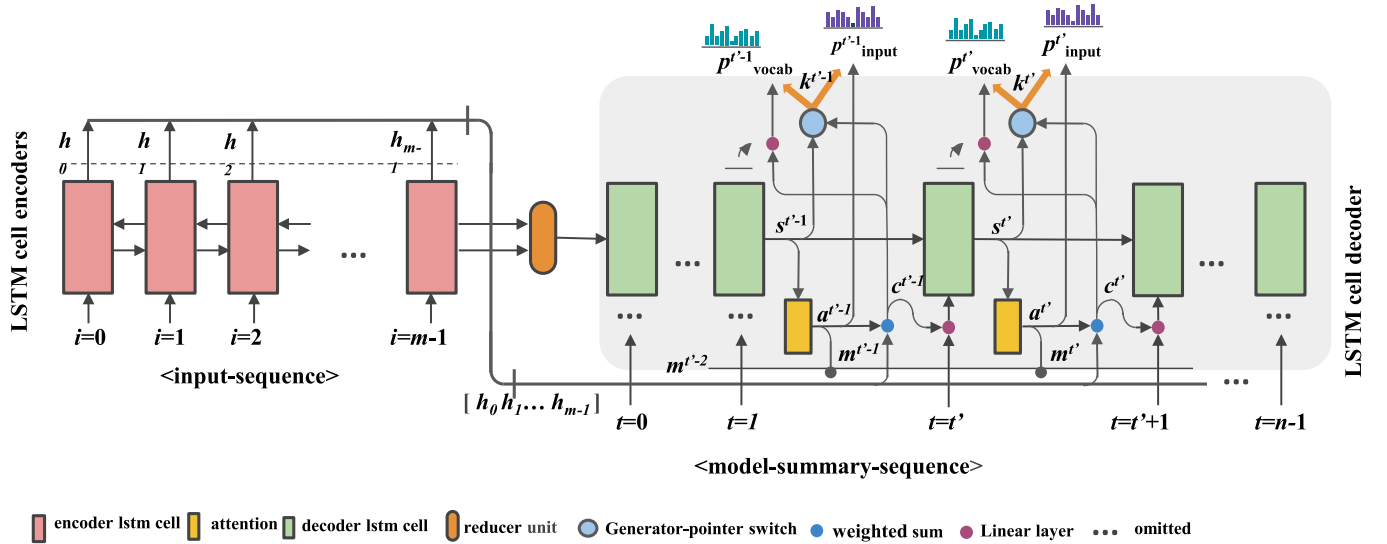 p^{t'-1}_{vocab}
p^{t'-1}_{input}
p^{t'}_{vocab}
p^{t'}_{input}
k^{t'-1}
k^{t'}
LSTM cell encoders
h_0
h_1
h_2
h_{m-1}
...
i=0
i=1
i=2
i=m-1
<input-sequence>
s^{t'-1}
s^{t'}
...
...
...
...
...
c^{t'-1}
c^{t'}
a^{t'-1}
a^{t'}
m^{t'-2}
m^{t'-1}
m^{t'}
...
LSTM cell decoder
[ h_0 h_1... h_{m-1} ]
t=0
t=1
t=t'
t=t'+1
t=n-1
<model-summary-sequence>
encoder lstm cell
attention
decoder lstm cell
reducer unit
Generator-pointer switch
weighted sum
Linear layer
... omitted